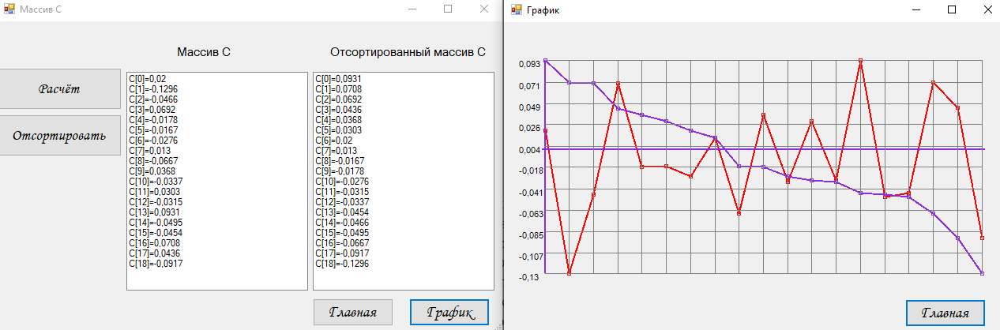 Массив С
Массив С
Отсортированный массив С
Расчёт
Отсортировать
C[0]=0,02
C[1]=-0,1296
C[2]=-0,0466
C[3]=0,0692
C[4]=-0,0178
C[5]=-0,0167
C[6]=-0,0276
C[7]=0,013
C[8]=-0,0667
C[9]=0,0368
C[10]=-0,0337
C[11]=0,0303
C[12]=-0,0315
C[13]=0,0931
C[14]=-0,0495
C[15]=-0,0454
C[16]=0,0708
C[17]=0,0436
C[18]=-0,0917
C[0]=0,0931
C[1]=0,0708
C[2]=0,0692
C[3]=0,0436
C[4]=0,0368
C[5]=0,0303
C[6]=0,02
C[7]=0,013
C[8]=-0,0167
C[9]=-0,0178
C[10]=-0,0276
C[11]=-0,0315
C[12]=-0,0337
C[13]=-0,0454
C[14]=-0,0466
C[15]=-0,0495
C[16]=-0,0667
C[17]=-0,0917
C[18]=-0,1296
Главная
График
График
0,093
0,071
0,049
0,026
0,004
-0,018
-0,041
-0,063
-0,085
-0,107
-0,13
Главная